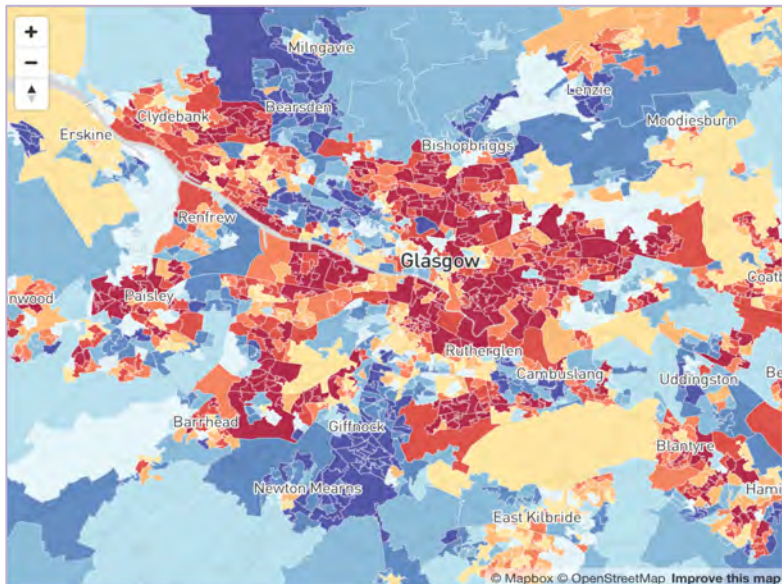 +
Milngavie
−
Clydebank
Bearsden
Lenzie
Erskine
Bishopbriggs
Moodiesburn
Renfrew
Glasgow
nwood
Paisley
Coatb
Rutherglen
Cambuslang
Uddingston
Be
Barrhead
Giffnock
Blantyre
Newton Mearns
Hami
East Kilbride
© Mapbox © OpenStreetMap Improve this map